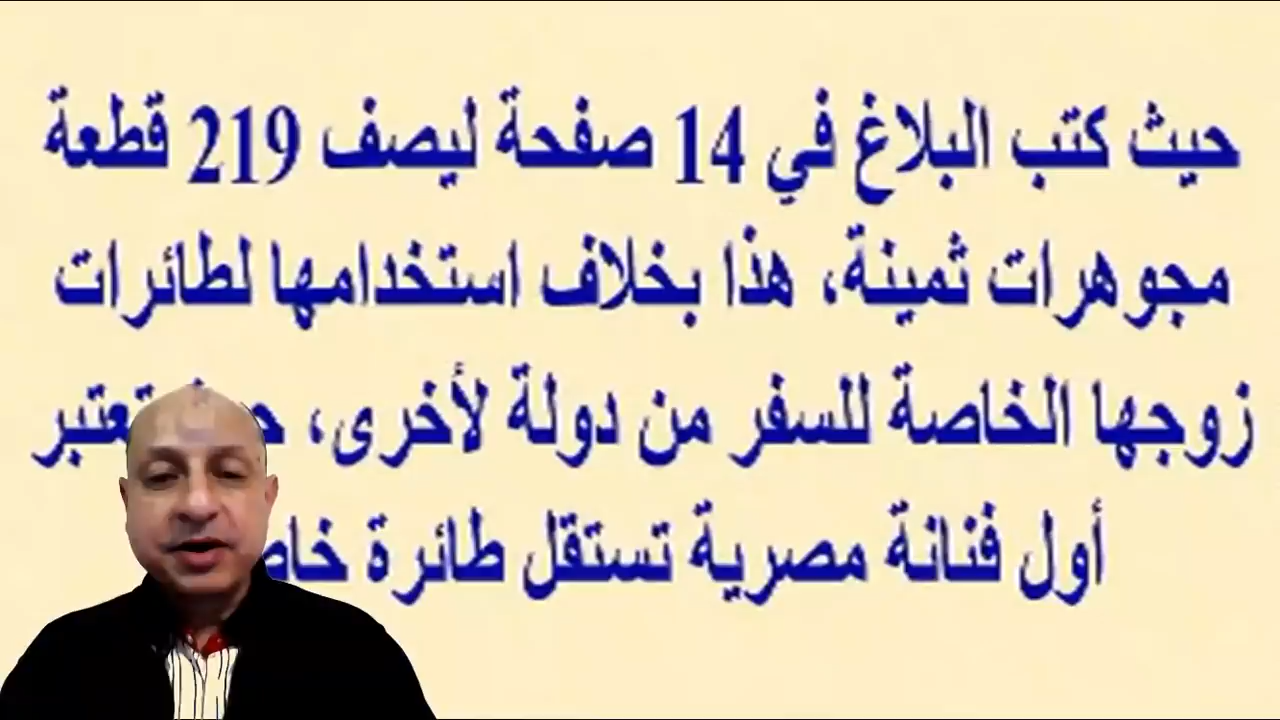 حيث كتب البلاغ في 14 صفحة ليصف 219 قطعة
مجوهرات ثمينة، هذا بخلاف استخدامها لطائرات
زوجها الخاصة للسفر من دولة لأخرى، تعتبر
أول فنانة مصرية تستقل طائرة